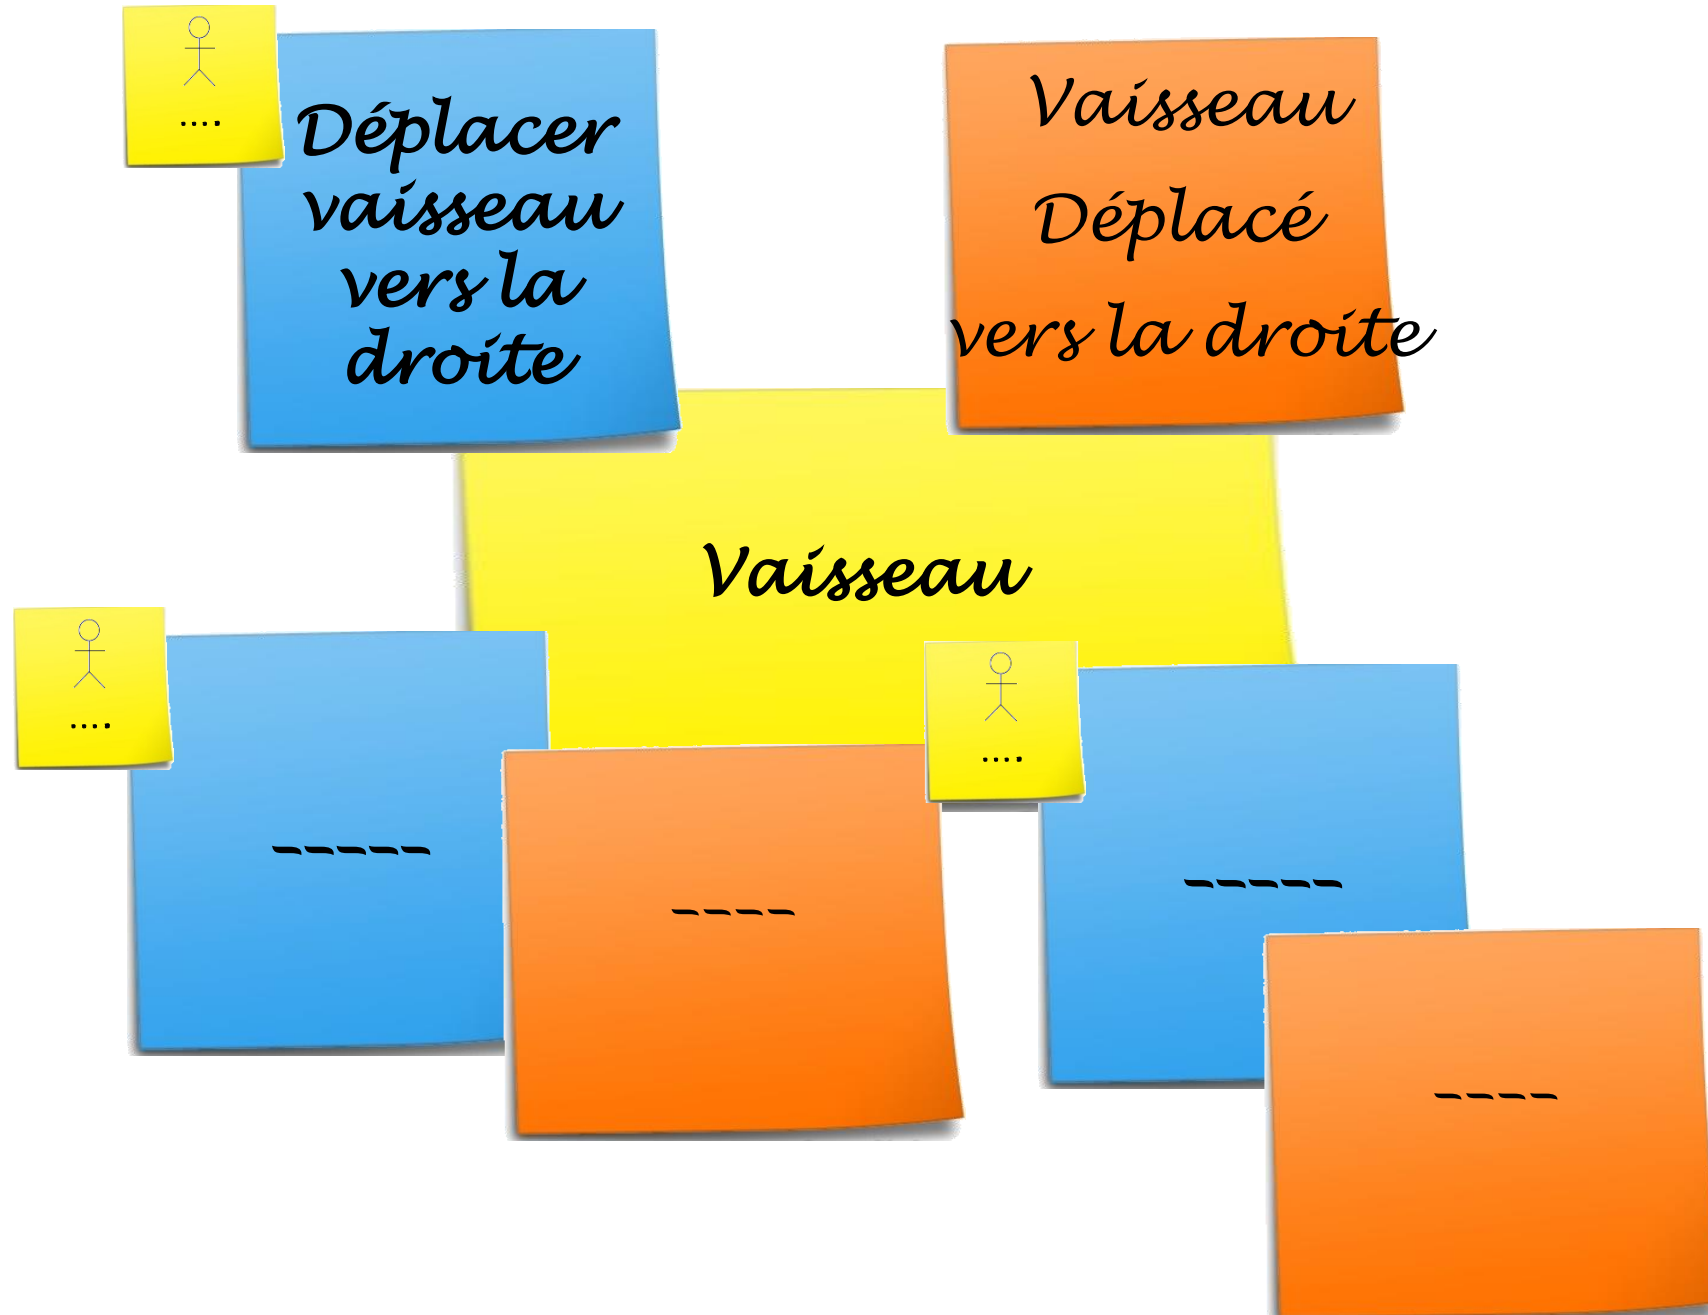 ....
Déplacer
vaisseau
vers la
droite
Vaisseau
Déplacé
vers la droite
Vaisseau
....
-----
----
....
-----
----